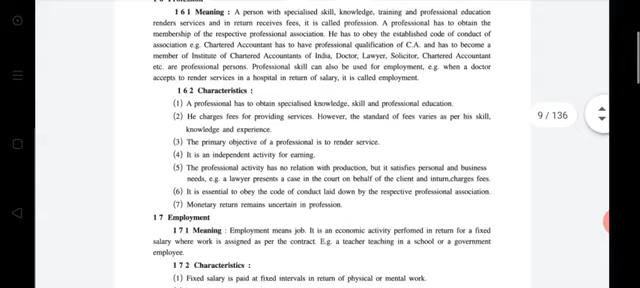 1 6 1 Meaning : A person with specialised skill, knowledge, training and professional education
renders services and in return receives fees, it is called profession. A professional has to obtain the
membership of the respective professional association. He has to obey the established code of conduct of
association e.g. Chartered Accountant has to have professional qualification of C.A. and has to become a
member of Institute of Chartered Accountants of India, Doctor, Lawyer, Solicitor, Chartered Accountant
etc. are professional persons. Professional skill can also be used for employment, e.g. when a doctor
accepts to render services in a hospital in return of salary, it is called employment.
1 6 2 Characteristics :
(1) A professional has to obtain specialised knowledge, skill and professional education.
(2) He charges fees for providing services. However, the standard of fees varies as per his skill,
knowledge and experience.
9 / 136
(3) The primary objective of a professional is to render service.
(4) It is an independent activity for earning.
(5) The professional activity has no relation with production, but it satisfies personal and business
needs, e.g. a lawyer presents a case in the court on behalf of the client and inturn,charges fees.
(6) It is essential to obey the code of conduct laid down by the respective professional association.
(7) Monetary return remains uncertain in profession.
1 7 Employment
1 7 1 Meaning : Employment means job. It is an economic activity perfomed in return for a fixed
salary where work is assigned as per the contract. E.g. a teacher teaching in a school or a government
employee.
1 7 2 Characteristics :
(1) Fixed salary is paid at fixed intervals in return of physical or mental work.